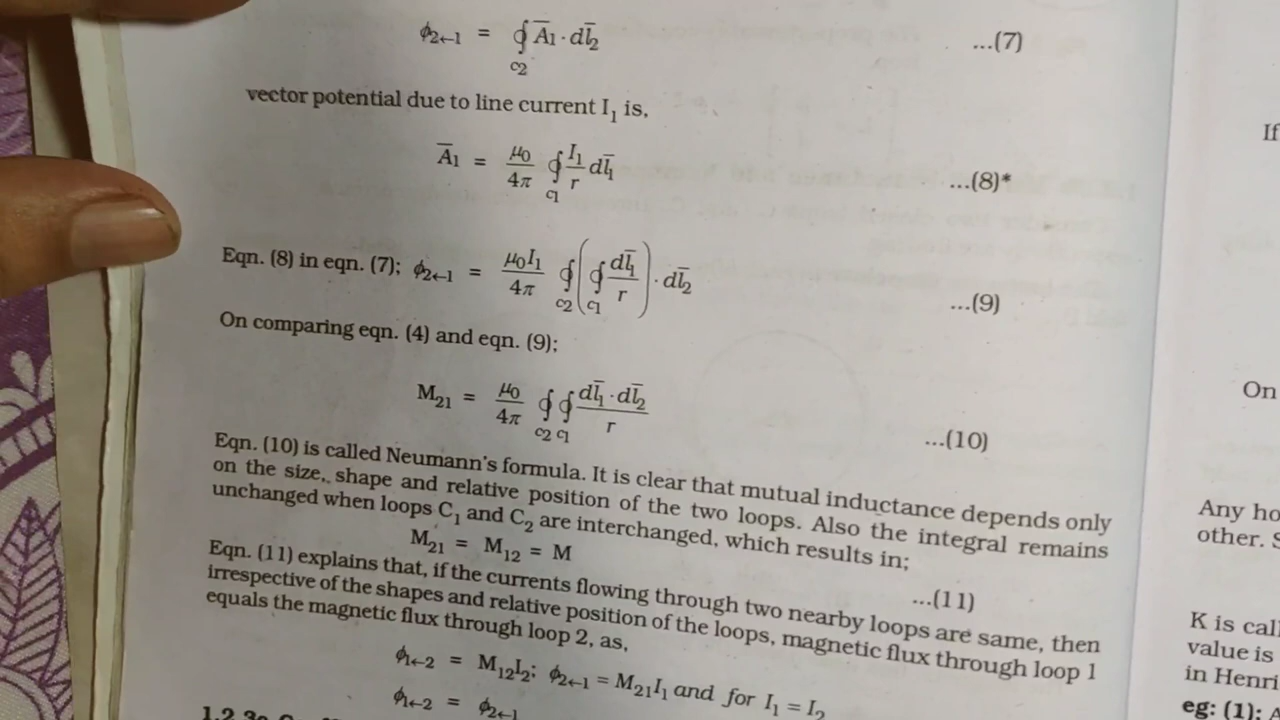 ϕ₂←₁ = ∮c₂ A̅₁ · dl̅₂ ...(7)
vector potential due to line current I₁ is,
A̅₁ = μ₀/4π ∮c₁ I₁/r dl̅₁ ...(8)*
Eqn. (8) in eqn. (7); ϕ₂←₁ = μ₀I₁/4π ∮c₂ (∮c₁ dl̅₁/r) · dl̅₂ ...(9)
On comparing eqn. (4) and eqn. (9);
M₂₁ = μ₀/4π ∮c₂ ∮c₁ dl̅₁ · dl̅₂/r ...(10)
Eqn. (10) is called Neumann's formula. It is clear that mutual inductance depends only
on the size, shape and relative position of the two loops. Also the integral remains
unchanged when loops C₁ and C₂ are interchanged, which results in;
M₂₁ = M₁₂ = M ...(11)
Eqn. (11) explains that, if the currents flowing through two nearby loops are same, then
irrespective of the shapes and relative position of the loops, magnetic flux through loop 1
equals the magnetic flux through loop 2, as,
ϕ₁←₂ = M₁₂I₂; ϕ₂←₁ = M₂₁I₁ and for I₁ = I₂
ϕ₁←₂ = ϕ₂←₁
If
On
Any ho
other. S
K is cal
value is
in Henri
eg: (1): A